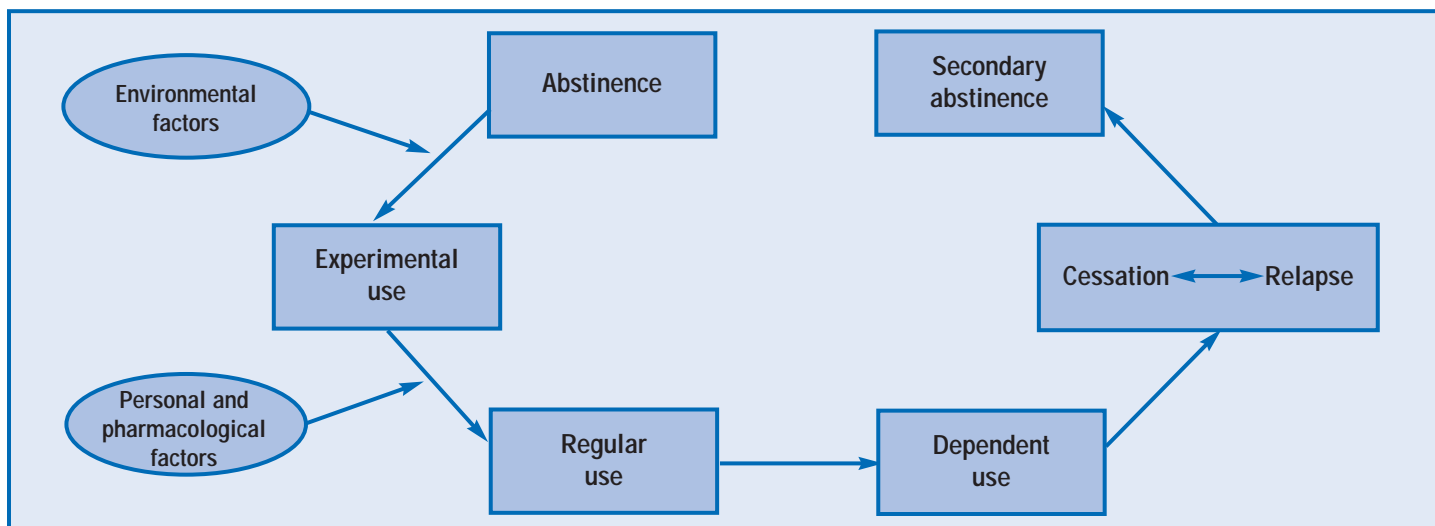 Environmental
factors
Abstinence
Secondary
abstinence
Experimental
use
Cessation
Relapse
Personal and
pharmacological
factors
Regular
use
Dependent
use